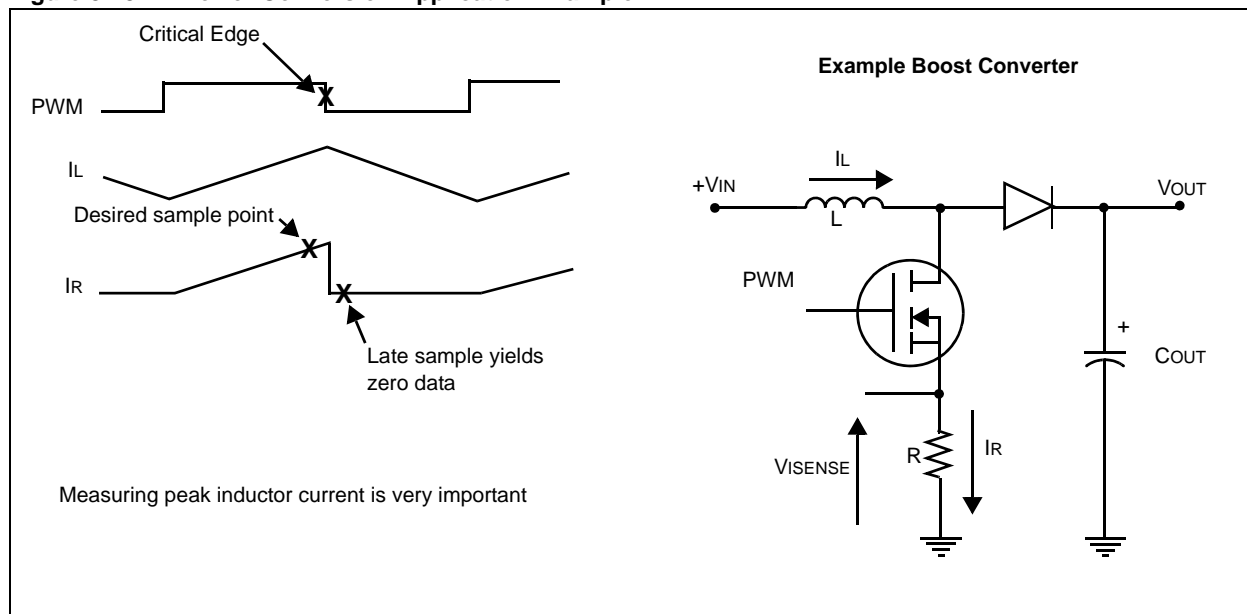 Critical Edge
PWM
IL
Desired sample point
IR
Late sample yields
zero data
Measuring peak inductor current is very important
Example Boost Converter
IL
+VIN
L
VOUT
PWM
+
COUT
VISENSE
R
IR